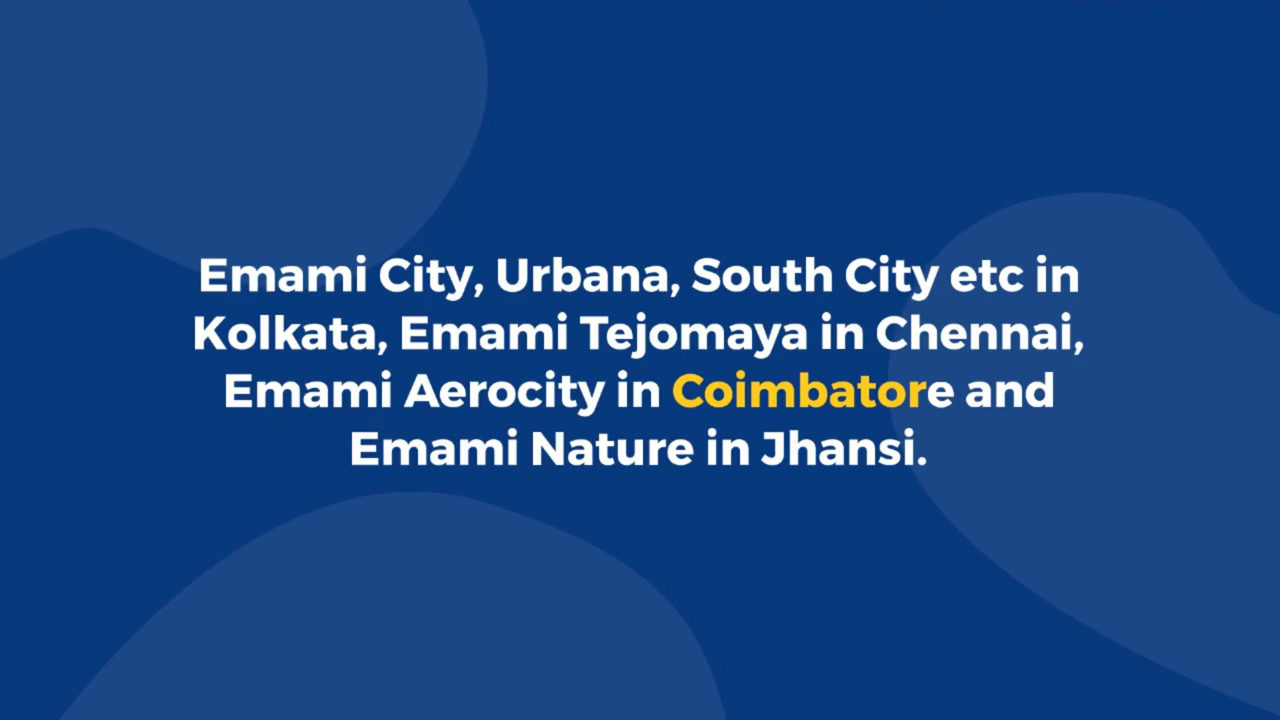 Emami City, Urbana, South City etc in
Kolkata, Emami Tejomaya in Chennai,
Emami Aerocity in Coimbatore and
Emami Nature in Jhansi.